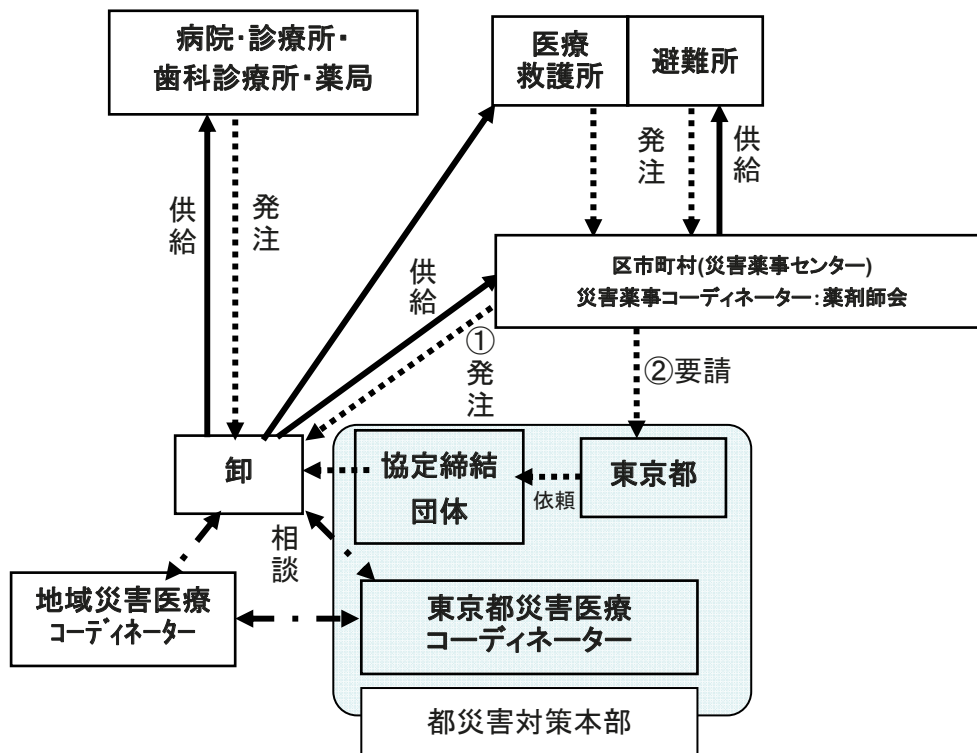 病院・診療所・
歯科診療所・薬局
医療
救護所
避難所
供給
発注
発注
供給
区市町村(災害薬事センター)
災害薬事コーディネーター：薬剤師会
供給
①発注
②要請
卸
協定締結
団体
依頼
東京都
相談
地域災害医療
コーディネーター
東京都災害医療
コーディネーター
都災害対策本部